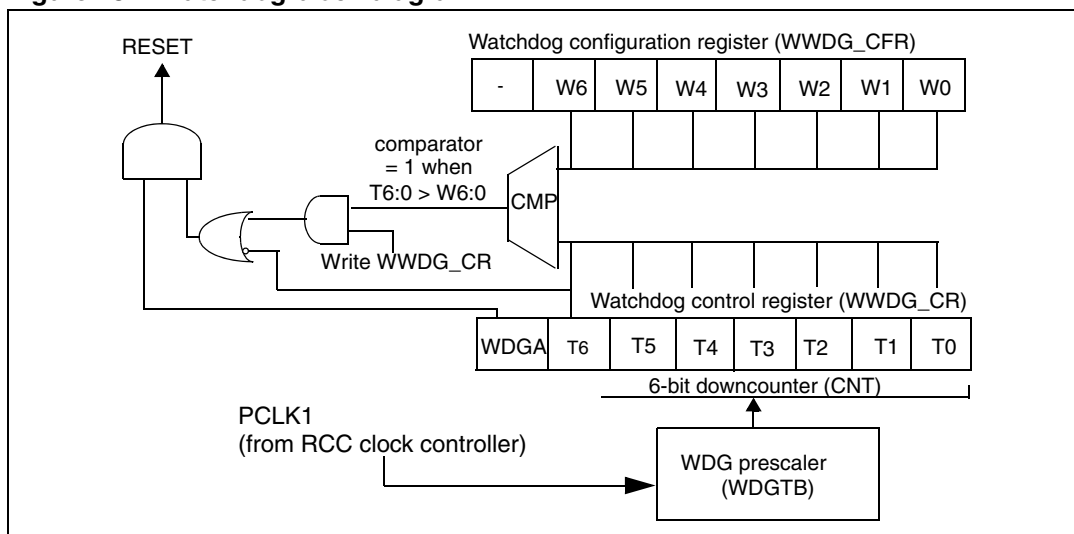 RESET
Watchdog configuration register (WWDG_CFR)
- W6 W5 W4 W3 W2 W1 W0
comparator
= 1 when
T6:0 > W6:0
CMP
Write WWDG_CR
Watchdog control register (WWDG_CR)
WDGA T6 T5 T4 T3 T2 T1 T0
6-bit downcounter (CNT)
PCLK1
(from RCC clock controller)
WDG prescaler
(WDGTB)